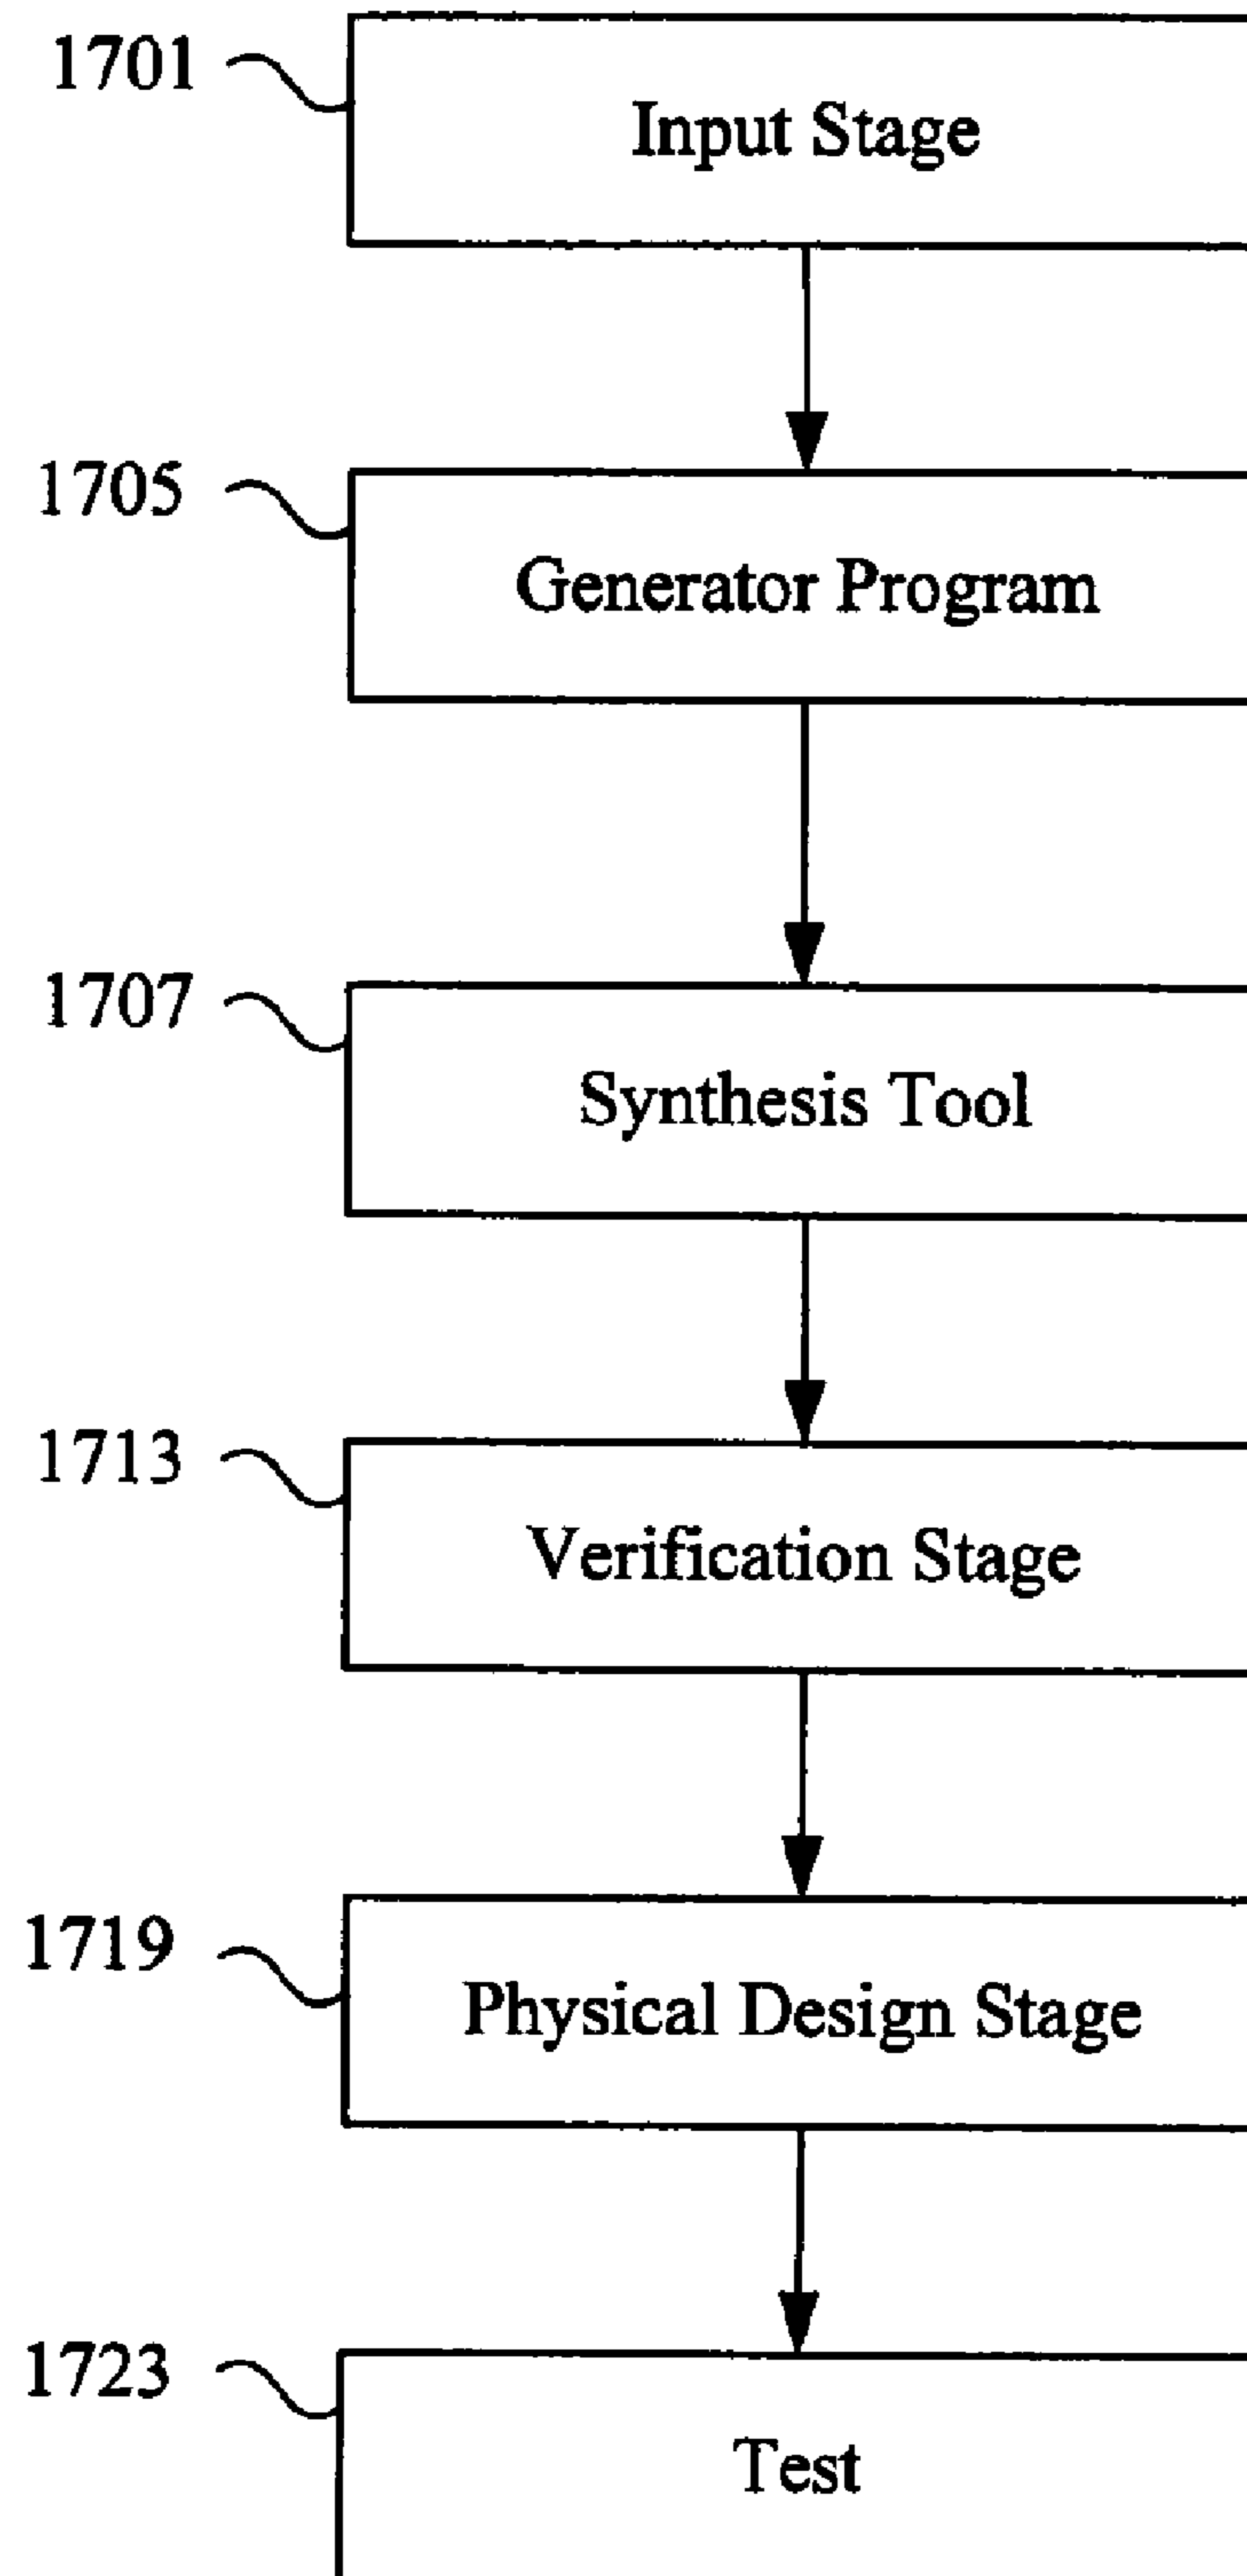 1701
Input Stage
1705
Generator Program
1707
Synthesis Tool
1713
Verification Stage
1719
Physical Design Stage
1723
Test